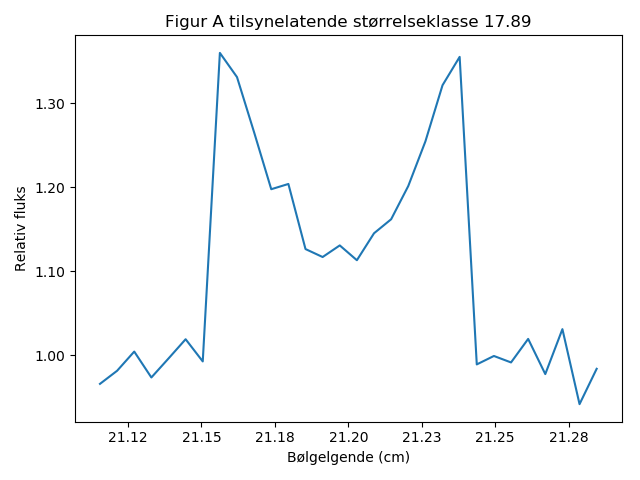 Figur A tilsynelatende størrelseklasse 17.89
1.30
1.20
1.10
1.00
Relativ fluks
21.12 21.15 21.18 21.20 21.23 21.25 21.28
Bølgelgende (cm)